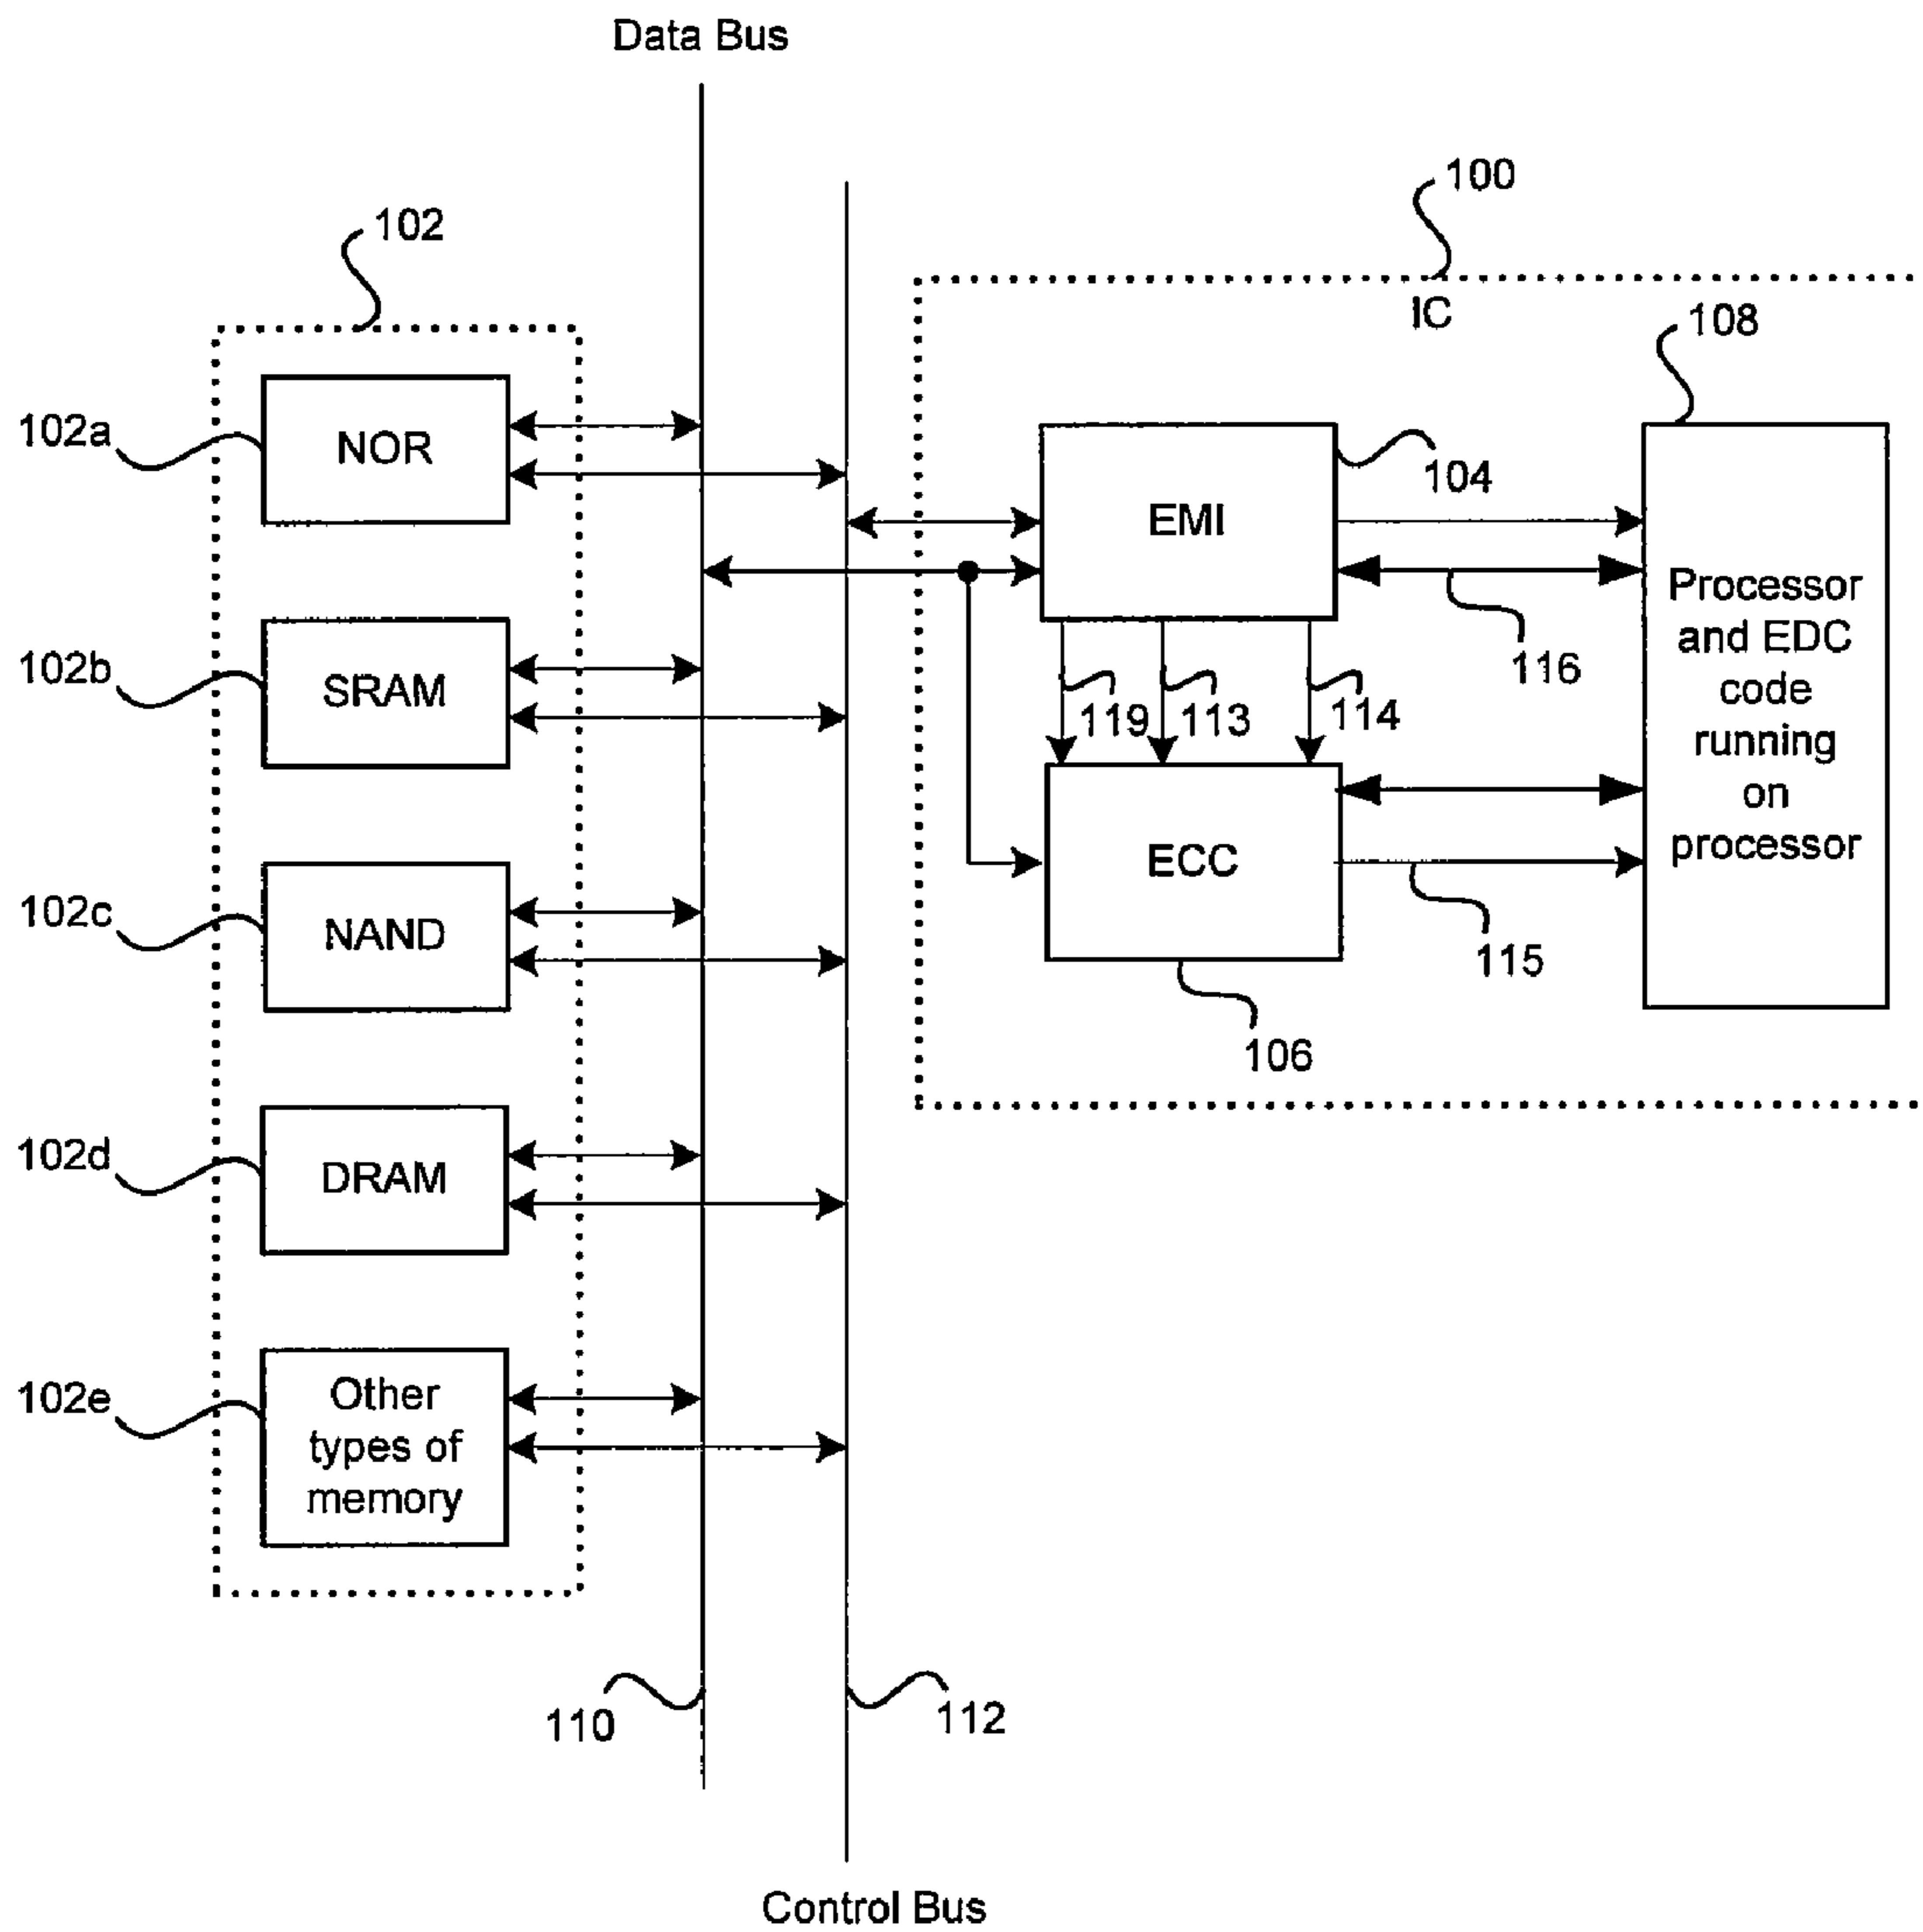 Data Bus
100
102
IC
108
102a
NOR
104
EMI
116
Processor
and EDC
code
running
on
processor
102b
SRAM
119
113
114
102c
NAND
ECC
115
106
102d
DRAM
102e
Other
types of
memory
110
112
Control Bus